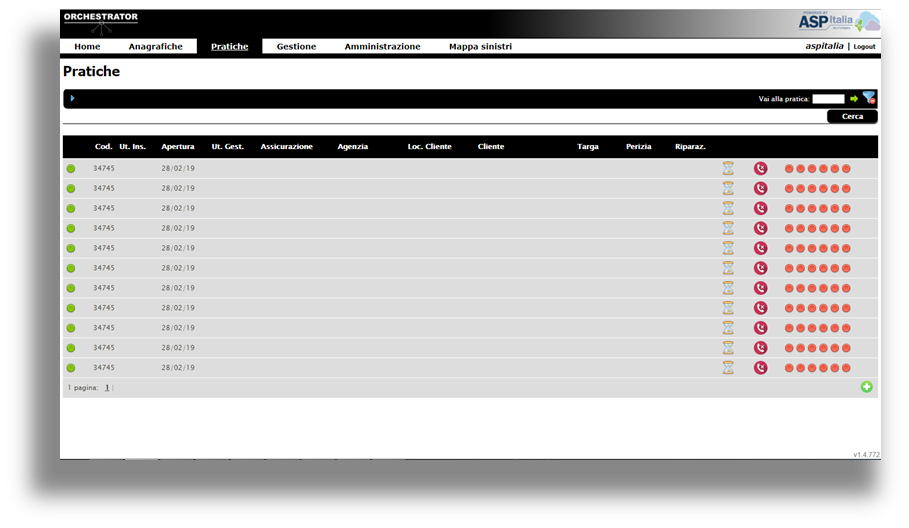 ORCHESTRATOR
POWERED BY
ASPItalia
Home Anagrafiche Pratiche Gestione Amministrazione Mappa sinistri
aspitalia | Logout
Pratiche
Vai alla pratica:
Cerca
Cod. Ut. Ins. Apertura Ut. Gest. Assicurazione Agenzia Loc. Cliente Cliente Targa Perizia Riparaz.
34745 28/02/19
34745 28/02/19
34745 28/02/19
34745 28/02/19
34745 28/02/19
34745 28/02/19
34745 28/02/19
34745 28/02/19
34745 28/02/19
34745 28/02/19
34745 28/02/19
1 pagina: 1 |
v1.4.772